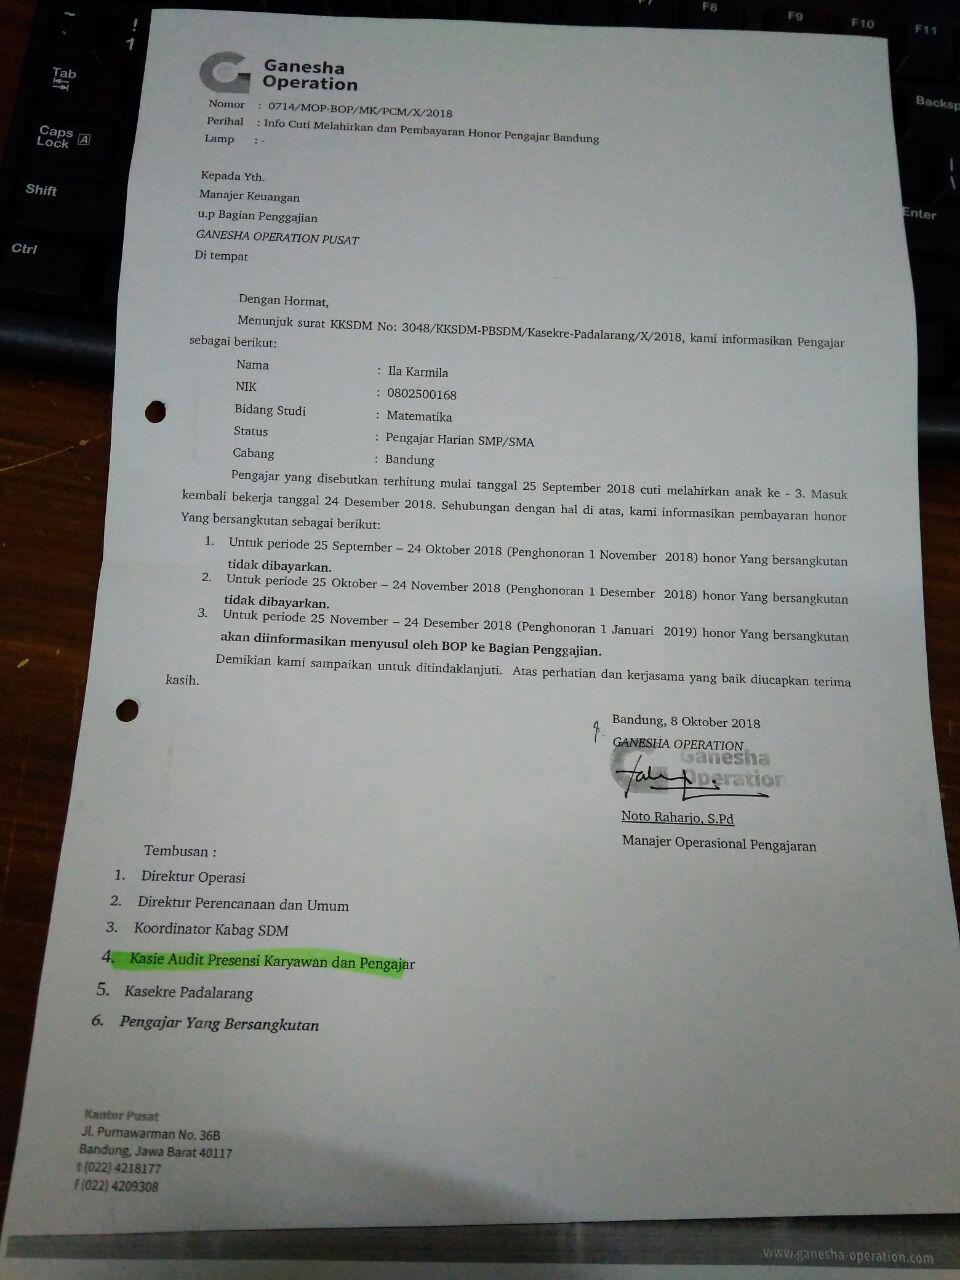 ~
`
!
1
Tab
Caps
Lock
A
Shift
Ctrl
F7
F8
F9
F10
F11
Backsp
Enter
Ganesha
Operation
Nomor : 0714/MOP-BOP/MK/PCM/X/2018
Perihal : Info Cuti Melahirkan dan Pembayaran Honor Pengajar Bandung
Lamp : -
Kepada Yth.
Manajer Keuangan
u.p Bagian Penggajian
GANESHA OPERATION PUSAT
Di tempat
Dengan Hormat,
Menunjuk surat KKSDM No: 3048/KKSDM-PBSDM/Kasekre-Padalarang/X/2018, kami informasikan Pengajar
sebagai berikut:
Nama : Ila Karmila
NIK : 0802500168
Bidang Studi : Matematika
Status : Pengajar Harian SMP/SMA
Cabang : Bandung
Pengajar yang disebutkan terhitung mulai tanggal 25 September 2018 cuti melahirkan anak ke - 3. Masuk
kembali bekerja tanggal 24 Desember 2018. Sehubungan dengan hal di atas, kami informasikan pembayaran honor
Yang bersangkutan sebagai berikut:
1. Untuk periode 25 September – 24 Oktober 2018 (Penghonoran 1 November 2018) honor Yang bersangkutan
tidak dibayarkan.
2. Untuk periode 25 Oktober – 24 November 2018 (Penghonoran 1 Desember 2018) honor Yang bersangkutan
tidak dibayarkan.
3. Untuk periode 25 November – 24 Desember 2018 (Penghonoran 1 Januari 2019) honor Yang bersangkutan
akan diinformasikan menyusul oleh BOP ke Bagian Penggajian.
Demikian kami sampaikan untuk ditindaklanjuti. Atas perhatian dan kerjasama yang baik diucapkan terima
kasih.
Bandung, 8 Oktober 2018
GANESHA OPERATION
Ganesha
Operation
Noto Raharjo, S.Pd
Manajer Operasional Pengajaran
Tembusan :
1. Direktur Operasi
2. Direktur Perencanaan dan Umum
3. Koordinator Kabag SDM
4. Kasie Audit Presensi Karyawan dan Pengajar
5. Kasekre Padalarang
6. Pengajar Yang Bersangkutan
Kantor Pusat
Jl. Purnawarman No. 36B
Bandung, Jawa Barat 40117
t (022) 4218177
f (022) 4209308
www.ganesha-operation.com